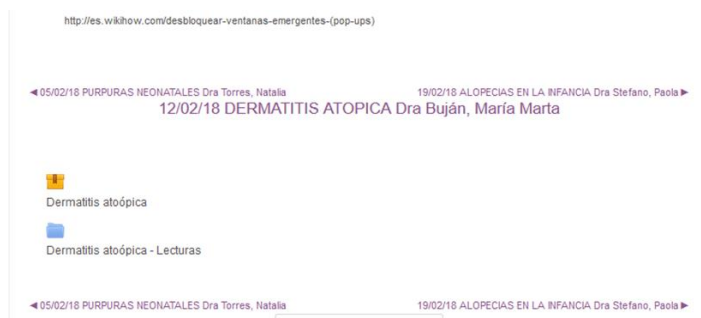 http://es.wikihow.com/desbloquear-ventanas-emergentes-(pop-ups)
◄ 05/02/18 PURPURAS NEONATALES Dra Torres, Natalia 19/02/18 ALOPECIAS EN LA INFANCIA Dra Stefano, Paola ►
12/02/18 DERMATITIS ATOPICA Dra Buján, María Marta
Dermatitis atoópica
Dermatitis atoópica - Lecturas
◄ 05/02/18 PURPURAS NEONATALES Dra Torres, Natalia 19/02/18 ALOPECIAS EN LA INFANCIA Dra Stefano, Paola ►